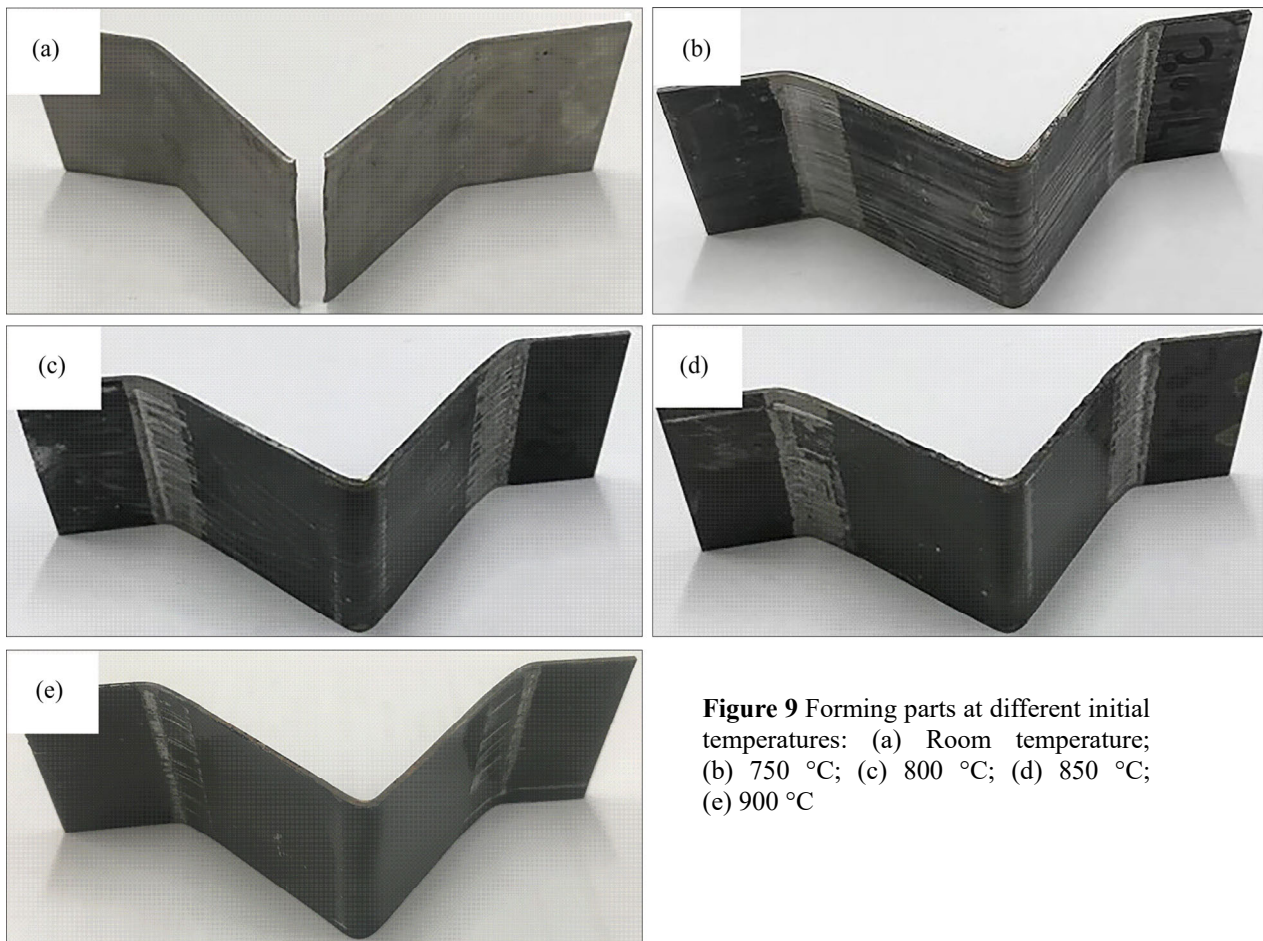 (a)
(b)
(c)
(d)
(e)
Figure 9 Forming parts at different initial
temperatures: (a) Room temperature;
(b) 750 °C; (c) 800 °C; (d) 850 °C;
(e) 900 °C